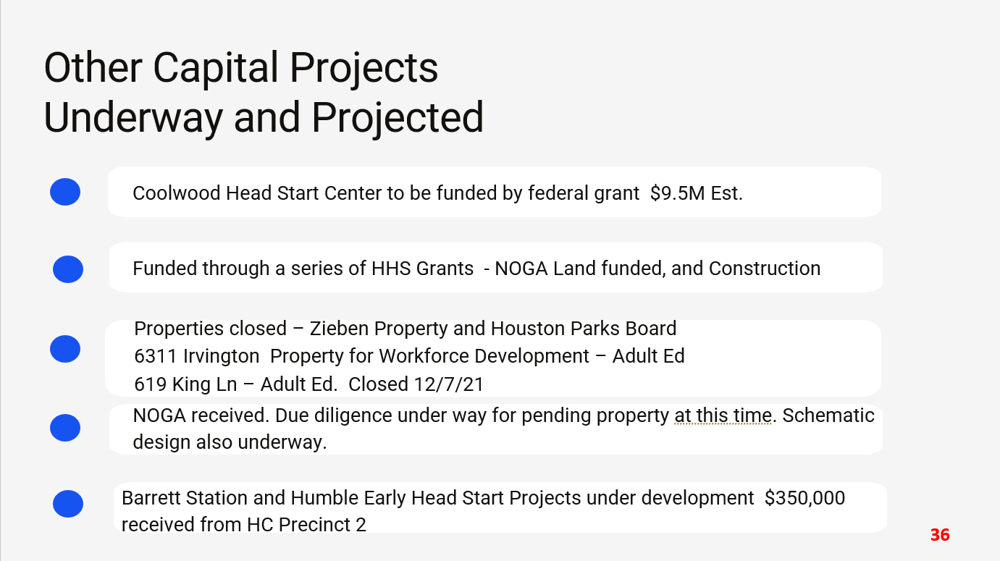 Other Capital Projects
Underway and Projected
Coolwood Head Start Center to be funded by federal grant  $9.5M Est.
Funded through a series of HHS Grants  - NOGA Land funded, and Construction
Properties closed – Zieben Property and Houston Parks Board
6311 Irvington  Property for Workforce Development – Adult Ed
619 King Ln – Adult Ed.  Closed 12/7/21
NOGA received. Due diligence under way for pending property at this time. Schematic
design also underway.
Barrett Station and Humble Early Head Start Projects under development  $350,000
received from HC Precinct 2
36